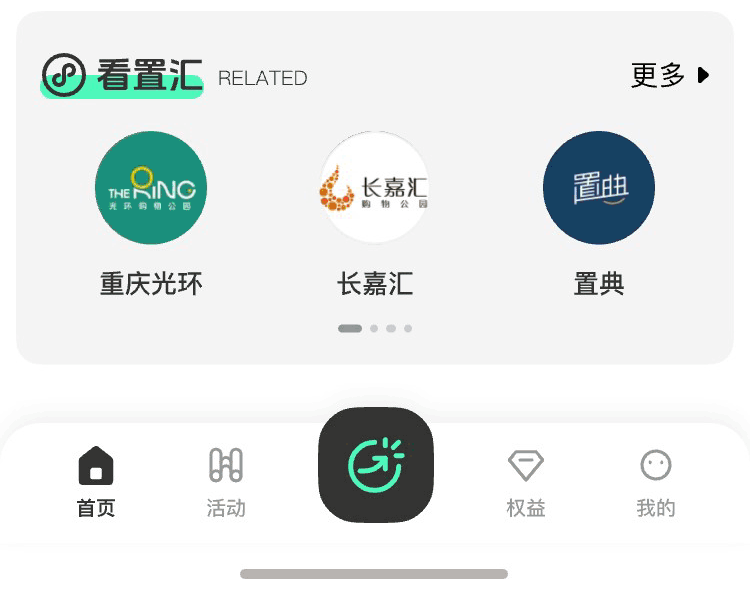 看置汇 RELATED 更多
THE RING
光环购物公园
长嘉汇
购物公园
置典
重庆光环 长嘉汇 置典
首页 活动 权益 我的